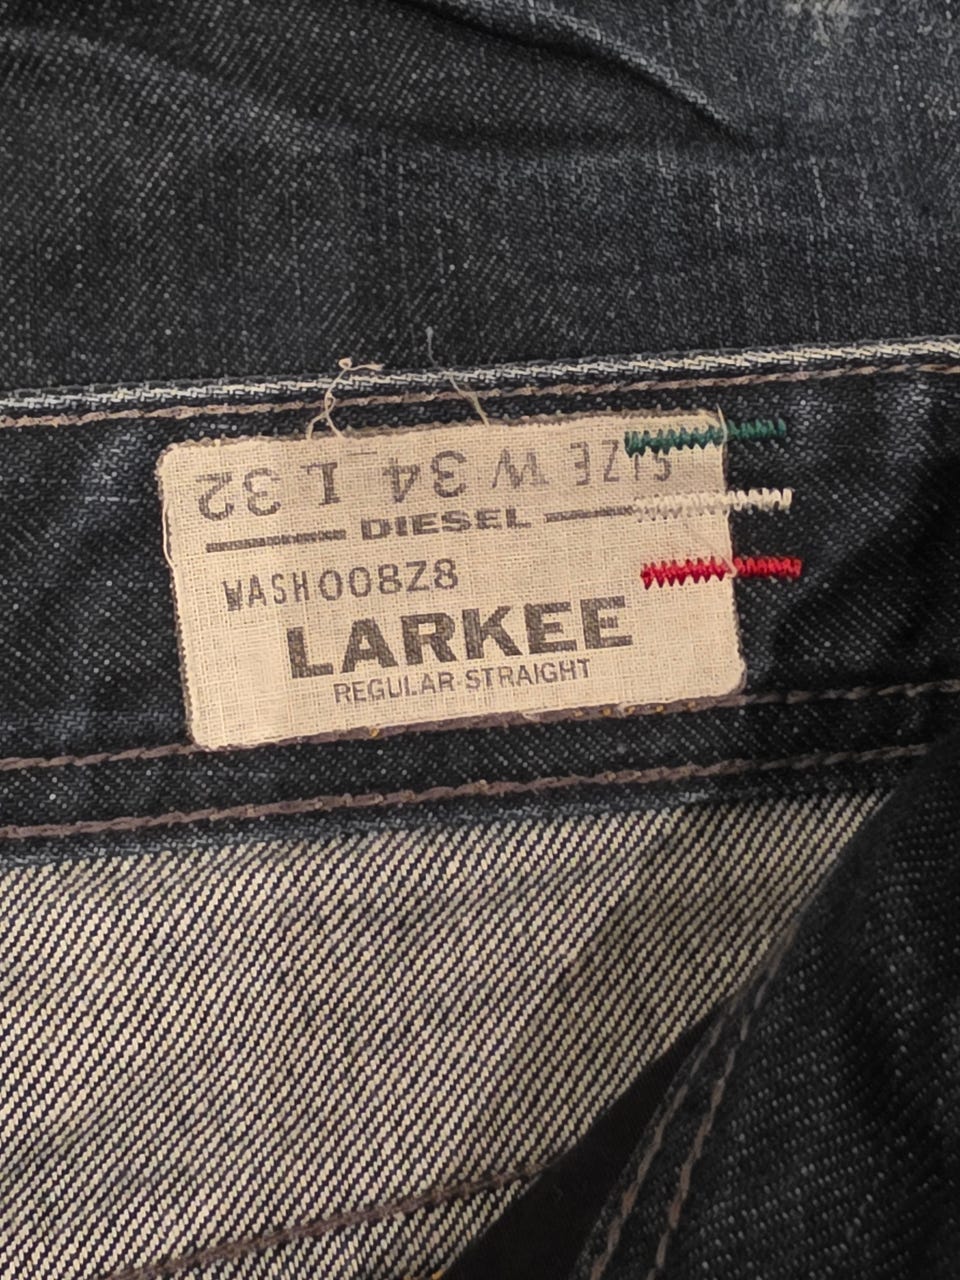 SIZE W 34 L 32
DIESEL
WASH008Z8
LARKEE
REGULAR-STRAIGHT